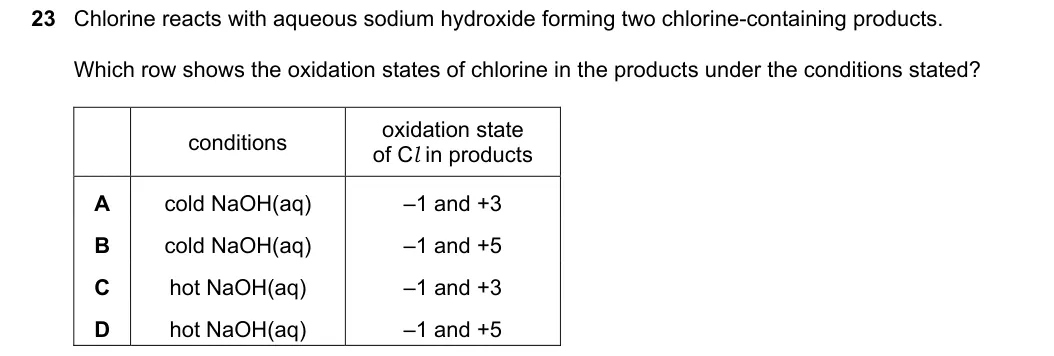 23 Chlorine reacts with aqueous sodium hydroxide forming two chlorine-containing products.
Which row shows the oxidation states of chlorine in the products under the conditions stated?
conditions
oxidation state
of Cl in products
A cold NaOH(aq) –1 and +3
B cold NaOH(aq) –1 and +5
C hot NaOH(aq) –1 and +3
D hot NaOH(aq) –1 and +5